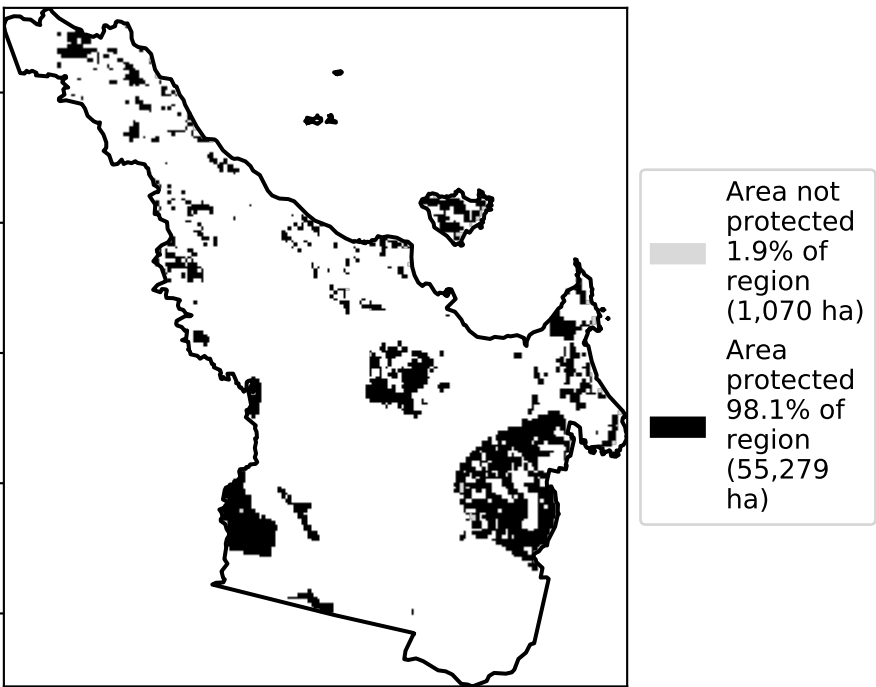 Area not
protected
1.9% of
region
(1,070 ha)
Area
protected
98.1% of
region
(55,279
ha)